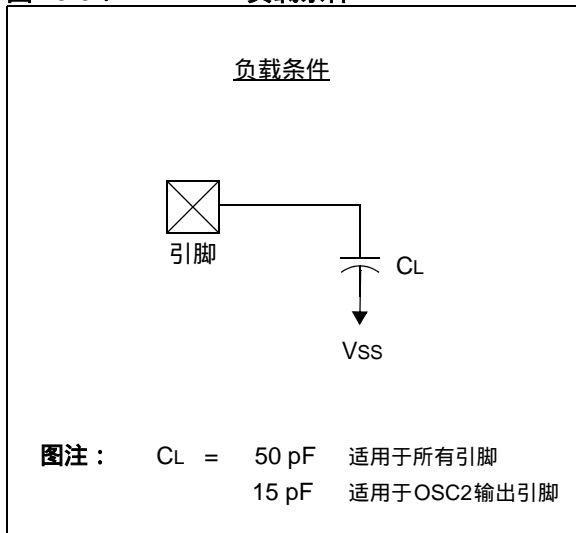 负载条件
引脚
CL
VSS
图注： CL = 50 pF 适用于所有引脚
15 pF 适用于OSC2输出引脚